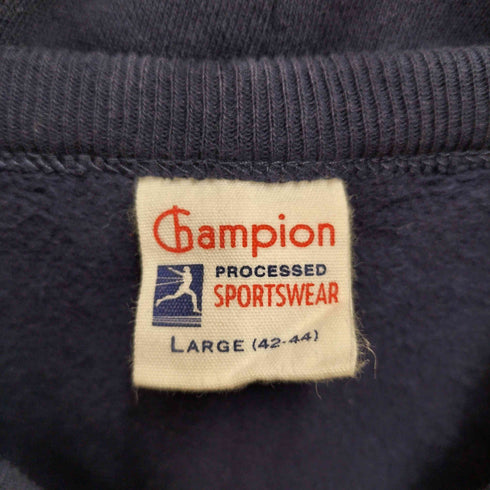 Champion
PROCESSED
SPORTSWEAR
LARGE (42-44)